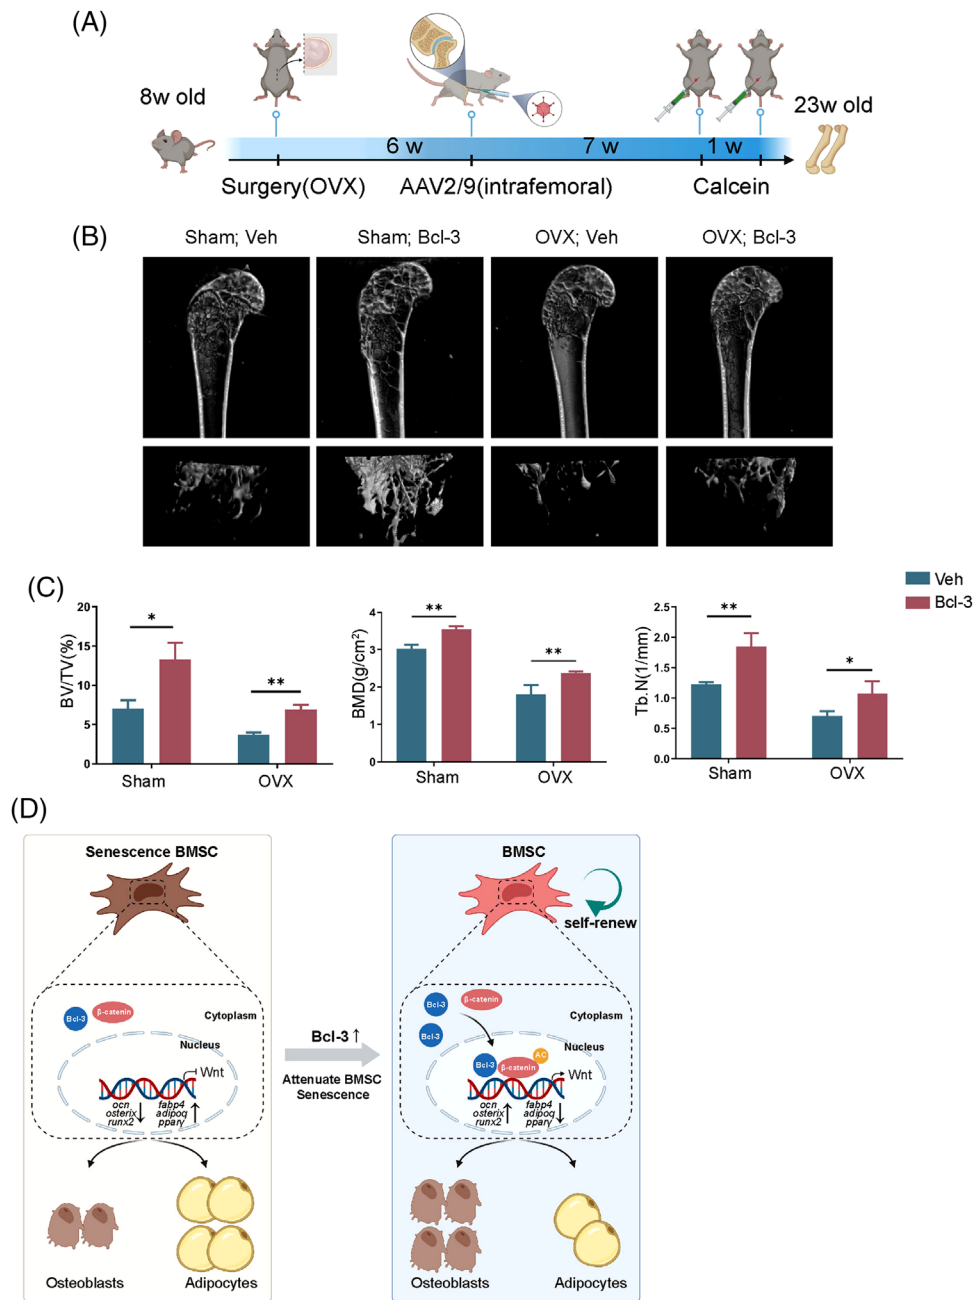 (A)
8w old
23w old
6 w
7 w
1 w
Surgery(OVX)
AAV2/9(intrafemoral)
Calcein
(B)
Sham; Veh
Sham; Bcl-3
OVX; Veh
OVX; Bcl-3
(C)
Veh
Bcl-3
BV/TV(%)
20
15
10
5
0
*
**
Sham
OVX
BMD(g/cm²)
4
3
2
1
0
**
**
Sham
OVX
Tb.N(1/mm)
2.5
2.0
1.5
1.0
0.5
0.0
**
*
Sham
OVX
(D)
Senescence BMSC
Bcl-3
β-catenin
Cytoplasm
Nucleus
Wnt
ocn
osterix
runx2
fabp4
adipoq
pparγ
Osteoblasts
Adipocytes
Bcl-3↑
Attenuate BMSC
Senescence
BMSC
self-renew
Bcl-3
β-catenin
Cytoplasm
Bcl-3
Nucleus
Bcl-3
β-catenin
AC
Wnt
ocn
osterix
runx2
fabp4
adipoq
pparγ
Osteoblasts
Adipocytes